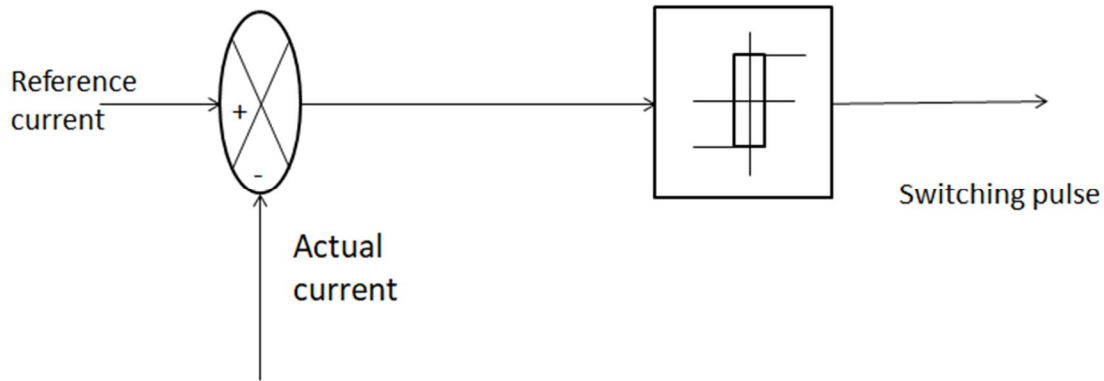 Reference
current
+
-
Actual
current
Switching pulse